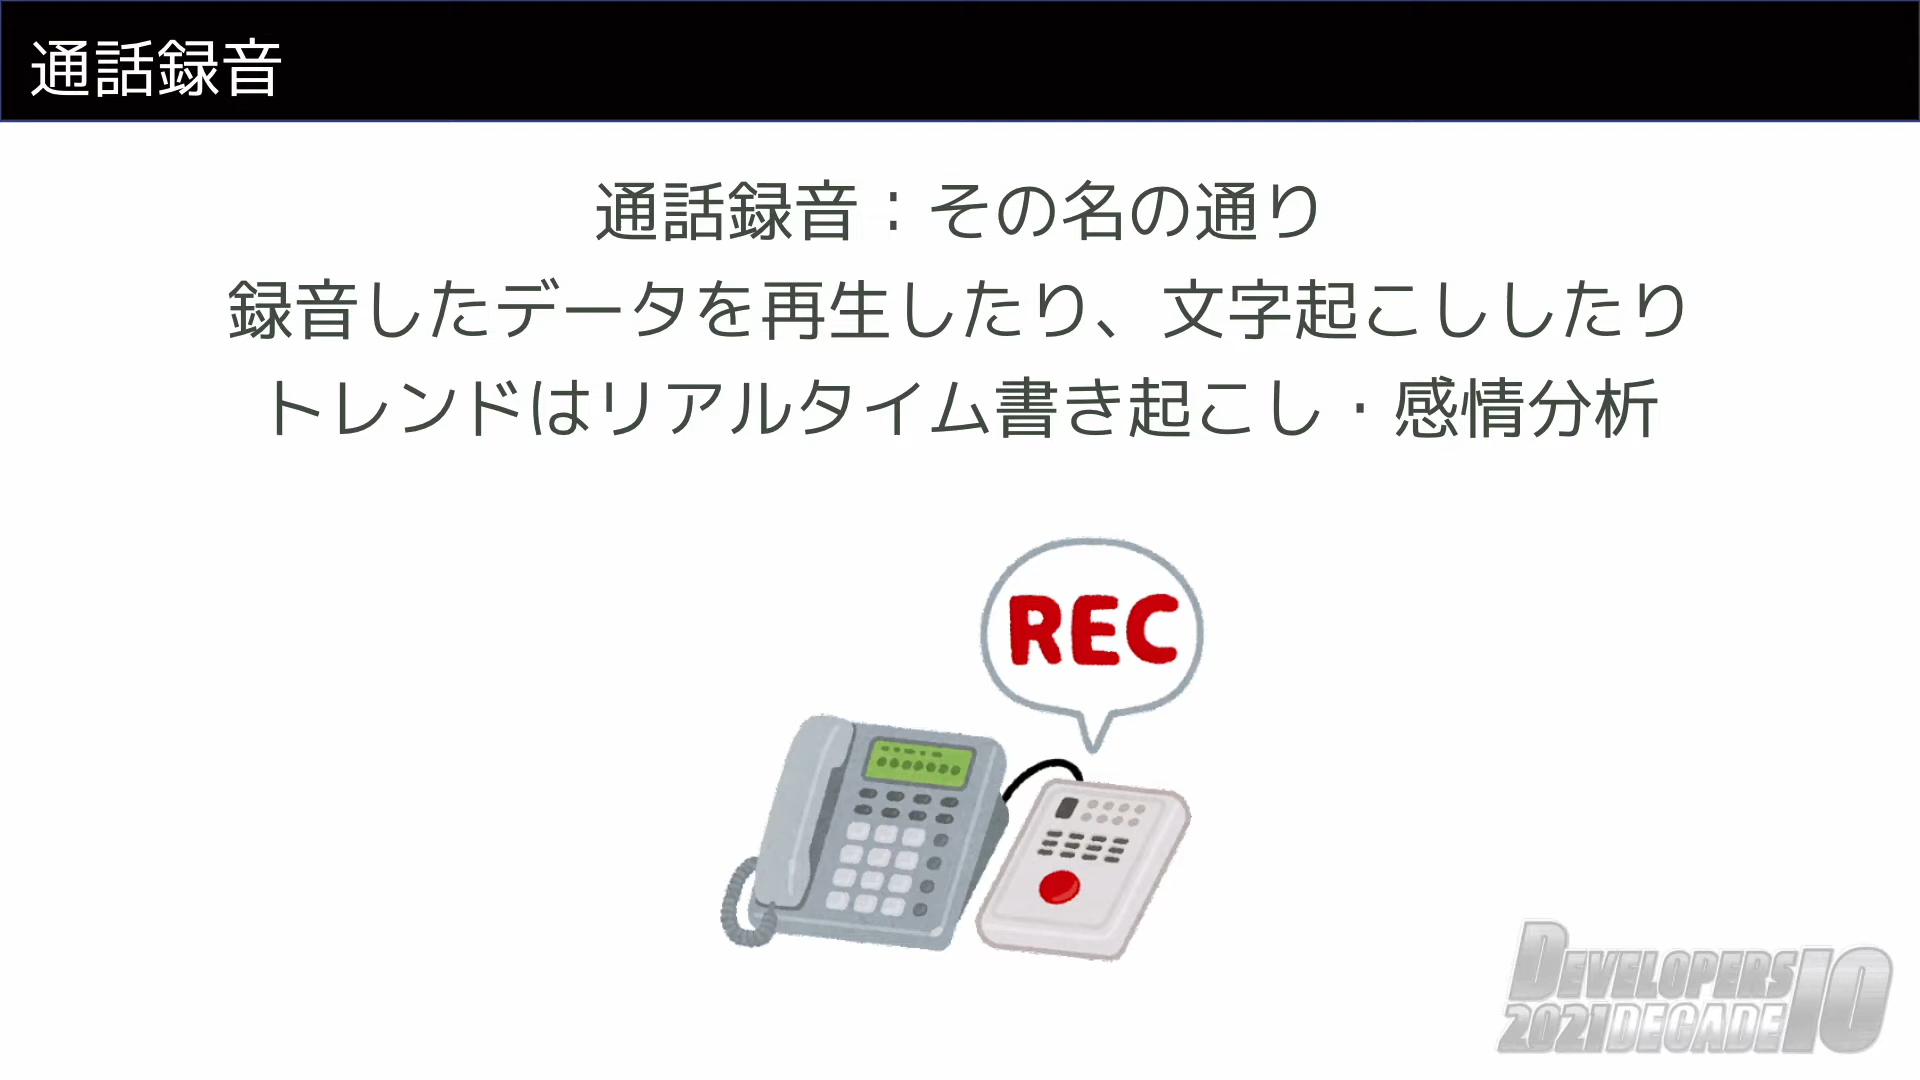 通話録音
通話録音：その名の通り
録音したデータを再生したり、文字起こししたり
トレンドはリアルタイム書き起こし・感情分析
REC
DEVELOPERS
2021 DECADE 10